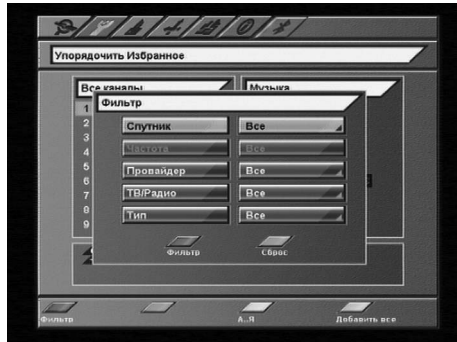 Упорядочить Избранное
Все каналы Музыка
Фильтр
1
2
3
4
5
6
7
8
9
Спутник Все
Частота Все
Провайдер Все
ТВ/Радио Все
Тип Все
Фильтр Сброс
Фильтр А..Я Добавить все